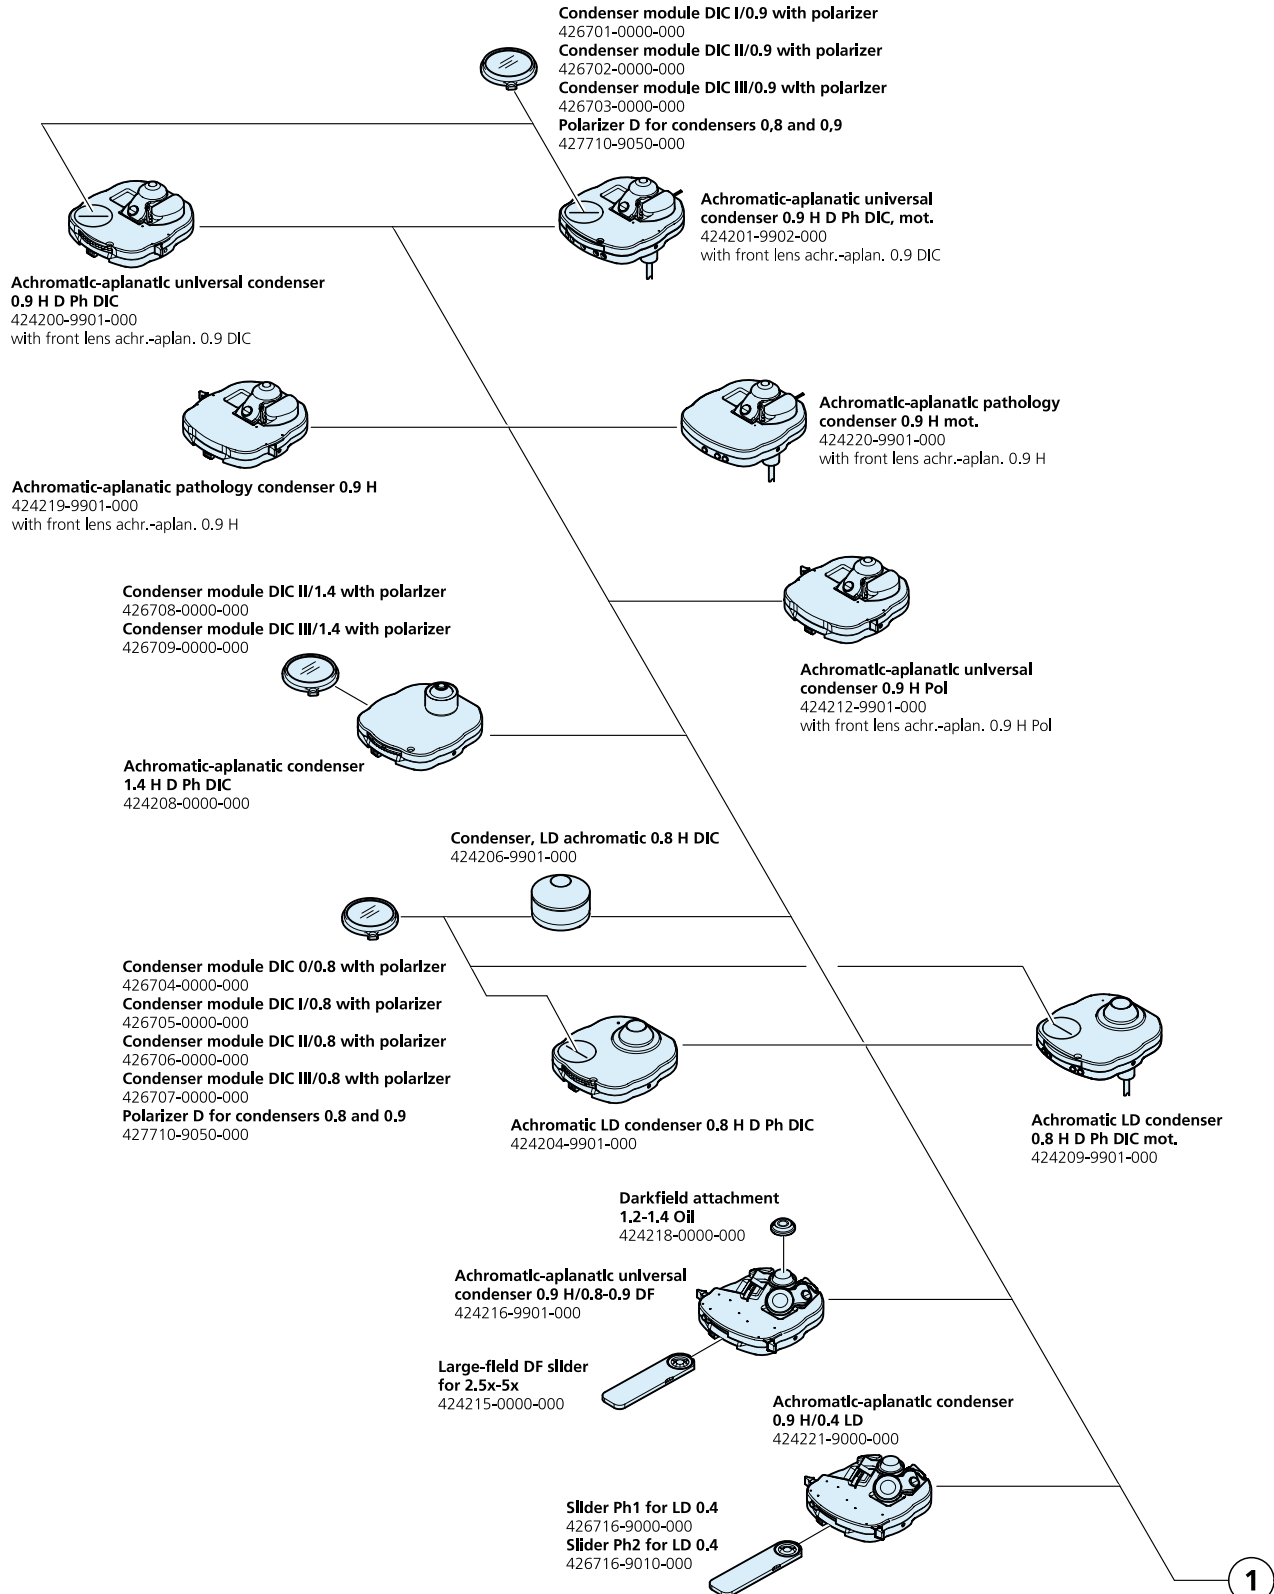 Condenser module DIC I/0.9 with polarizer
426701-0000-000
Condenser module DIC II/0.9 with polarizer
426702-0000-000
Condenser module DIC III/0.9 with polarizer
426703-0000-000
Polarizer D for condensers 0,8 and 0,9
427710-9050-000
Achromatic-aplanatic universal
condenser 0.9 H D Ph DIC, mot.
424201-9902-000
with front lens achr.-aplan. 0.9 DIC
Achromatic-aplanatic universal condenser
0.9 H D Ph DIC
424200-9901-000
with front lens achr.-aplan. 0.9 DIC
Achromatic-aplanatic pathology
condenser 0.9 H mot.
424220-9901-000
with front lens achr.-aplan. 0.9 H
Achromatic-aplanatic pathology condenser 0.9 H
424219-9901-000
with front lens achr.-aplan. 0.9 H
Condenser module DIC II/1.4 with polarizer
426708-0000-000
Condenser module DIC III/1.4 with polarizer
426709-0000-000
Achromatic-aplanatic universal
condenser 0.9 H Pol
424212-9901-000
with front lens achr.-aplan. 0.9 H Pol
Achromatic-aplanatic condenser
1.4 H D Ph DIC
424208-0000-000
Condenser, LD achromatic 0.8 H DIC
424206-9901-000
Condenser module DIC 0/0.8 with polarizer
426704-0000-000
Condenser module DIC I/0.8 with polarizer
426705-0000-000
Condenser module DIC II/0.8 with polarizer
426706-0000-000
Condenser module DIC III/0.8 with polarizer
426707-0000-000
Polarizer D for condensers 0.8 and 0.9
427710-9050-000
Achromatic LD condenser 0.8 H D Ph DIC
424204-9901-000
Achromatic LD condenser
0.8 H D Ph DIC mot.
424209-9901-000
Darkfield attachment
1.2-1.4 Oil
424218-0000-000
Achromatic-aplanatic universal
condenser 0.9 H/0.8-0.9 DF
424216-9901-000
Large-field DF slider
for 2.5x-5x
424215-0000-000
Achromatic-aplanatic condenser
0.9 H/0.4 LD
424221-9000-000
Slider Ph1 for LD 0.4
426716-9000-000
Slider Ph2 for LD 0.4
426716-9010-000
1